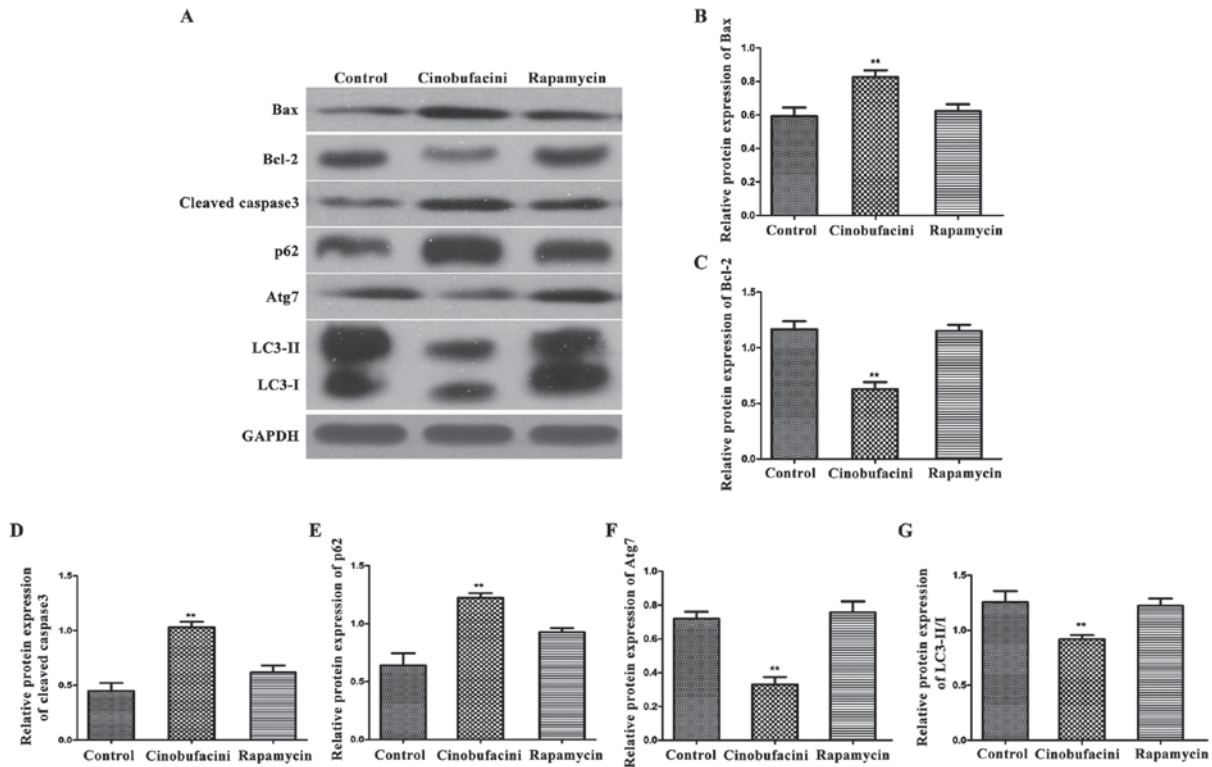 A
Control Cinobufacini Rapamycin
Bax
Bcl-2
Cleaved caspase3
p62
Atg7
LC3-II
LC3-I
GAPDH
B
Relative protein expression of Bax
1.0
0.8
0.6
0.4
0.2
0.0
**
Control Cinobufacini Rapamycin
C
Relative protein expression of Bcl-2
1.5
1.0
0.5
0.0
**
Control Cinobufacini Rapamycin
D
Relative protein expression
of cleaved caspase3
1.5
1.0
0.5
0.0
**
Control Cinobufacini Rapamycin
E
Relative protein expression of p62
1.5
1.0
0.5
0.0
**
Control Cinobufacini Rapamycin
F
Relative protein expression of Atg7
1.0
0.8
0.6
0.4
0.2
0.0
**
Control Cinobufacini Rapamycin
G
Relative protein expression
of LC3-II/I
1.5
1.0
0.5
0.0
**
Control Cinobufacini Rapamycin